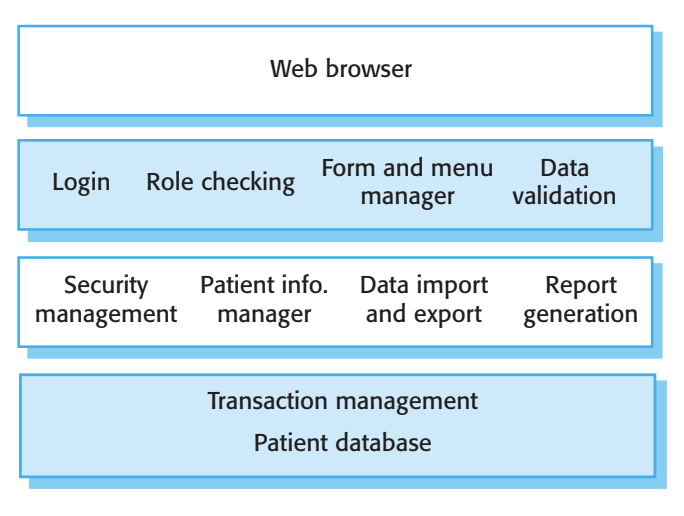 Web browser
Login Role checking Form and menu manager Data validation
Security management Patient info. manager Data import and export Report generation
Transaction management
Patient database